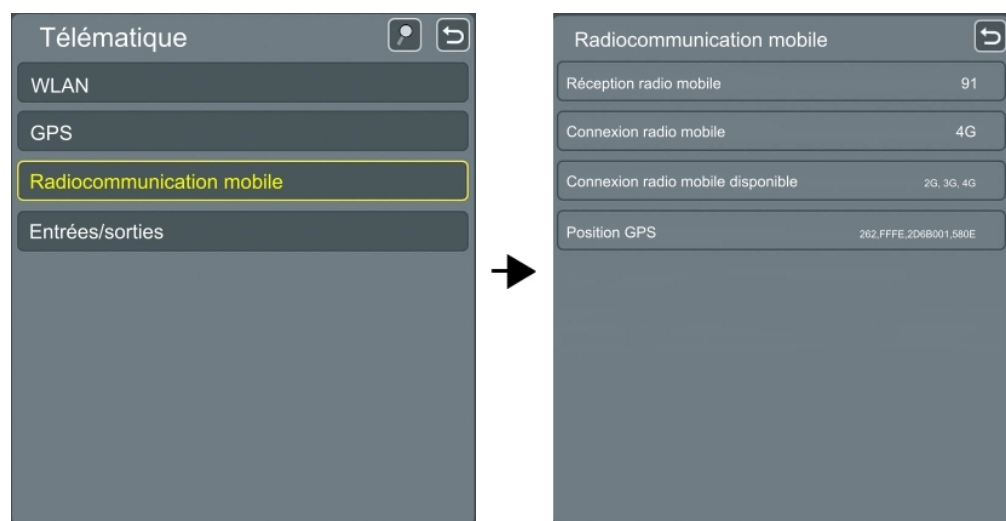 Télématique
WLAN
GPS
Radiocommunication mobile
Entrées/sorties
Radiocommunication mobile
Réception radio mobile 91
Connexion radio mobile 4G
Connexion radio mobile disponible 2G, 3G, 4G
Position GPS 262,FFFE,2D6B001,580E